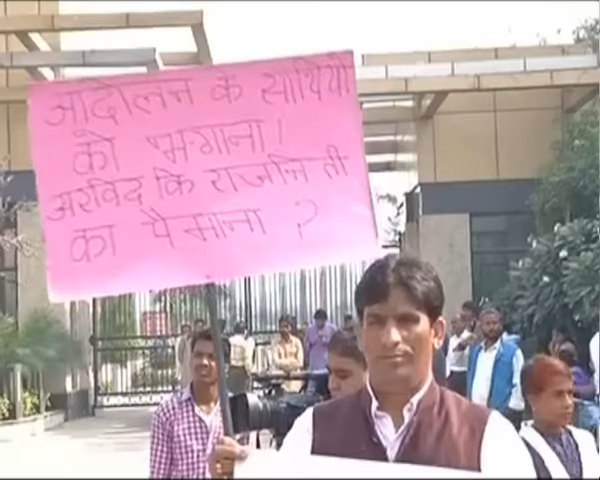 आंदोलन के साथियो
को भगाना!
अरविंद कि राजनिती
का पैमाना ?